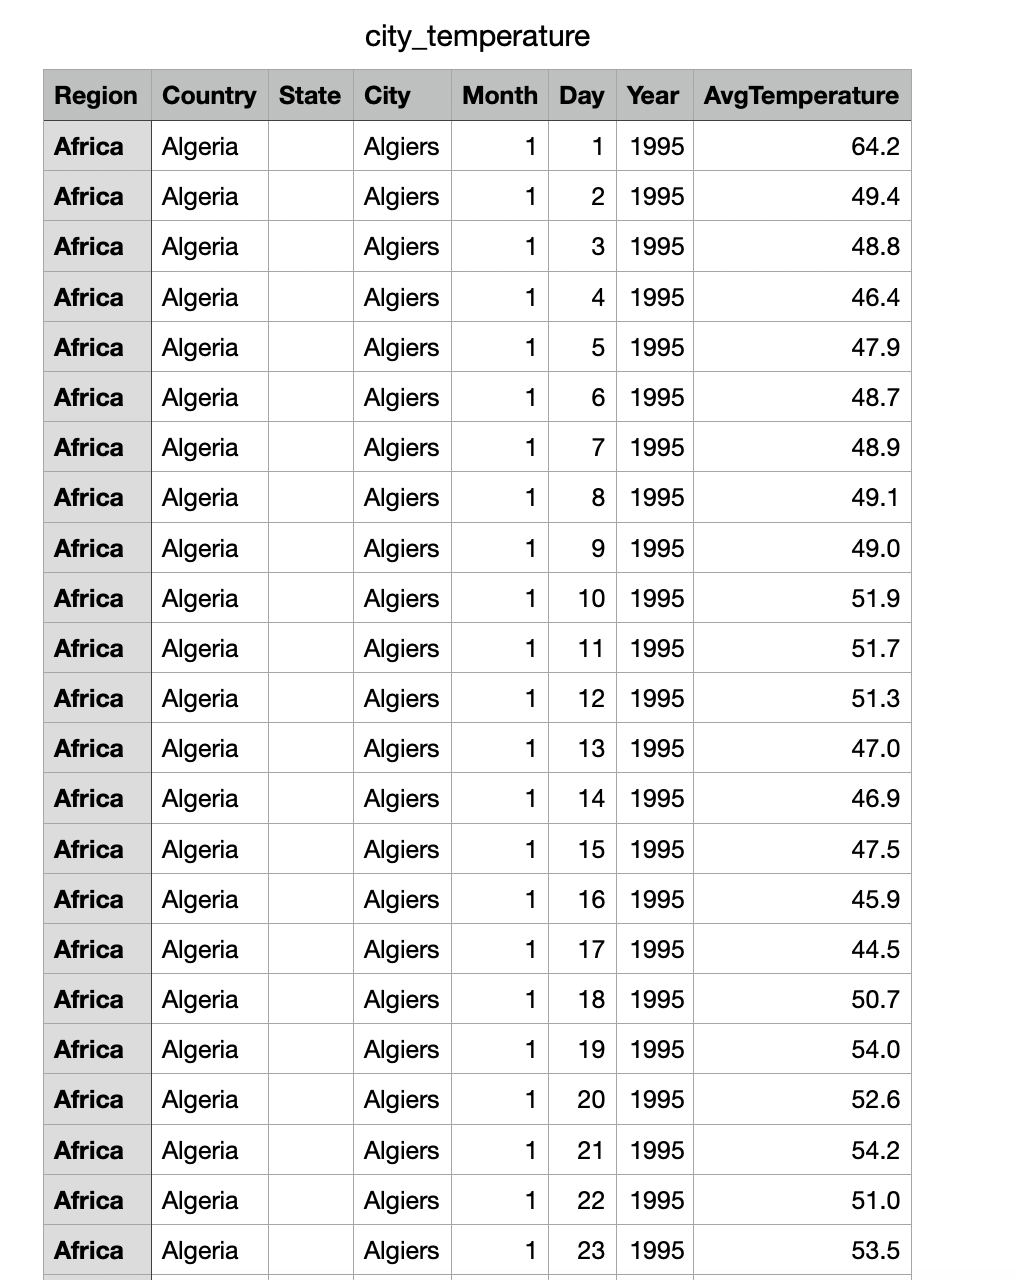 city_temperature
Region Country State City Month Day Year AvgTemperature
Africa Algeria Algiers 1 1 1995 64.2
Africa Algeria Algiers 1 2 1995 49.4
Africa Algeria Algiers 1 3 1995 48.8
Africa Algeria Algiers 1 4 1995 46.4
Africa Algeria Algiers 1 5 1995 47.9
Africa Algeria Algiers 1 6 1995 48.7
Africa Algeria Algiers 1 7 1995 48.9
Africa Algeria Algiers 1 8 1995 49.1
Africa Algeria Algiers 1 9 1995 49.0
Africa Algeria Algiers 1 10 1995 51.9
Africa Algeria Algiers 1 11 1995 51.7
Africa Algeria Algiers 1 12 1995 51.3
Africa Algeria Algiers 1 13 1995 47.0
Africa Algeria Algiers 1 14 1995 46.9
Africa Algeria Algiers 1 15 1995 47.5
Africa Algeria Algiers 1 16 1995 45.9
Africa Algeria Algiers 1 17 1995 44.5
Africa Algeria Algiers 1 18 1995 50.7
Africa Algeria Algiers 1 19 1995 54.0
Africa Algeria Algiers 1 20 1995 52.6
Africa Algeria Algiers 1 21 1995 54.2
Africa Algeria Algiers 1 22 1995 51.0
Africa Algeria Algiers 1 23 1995 53.5